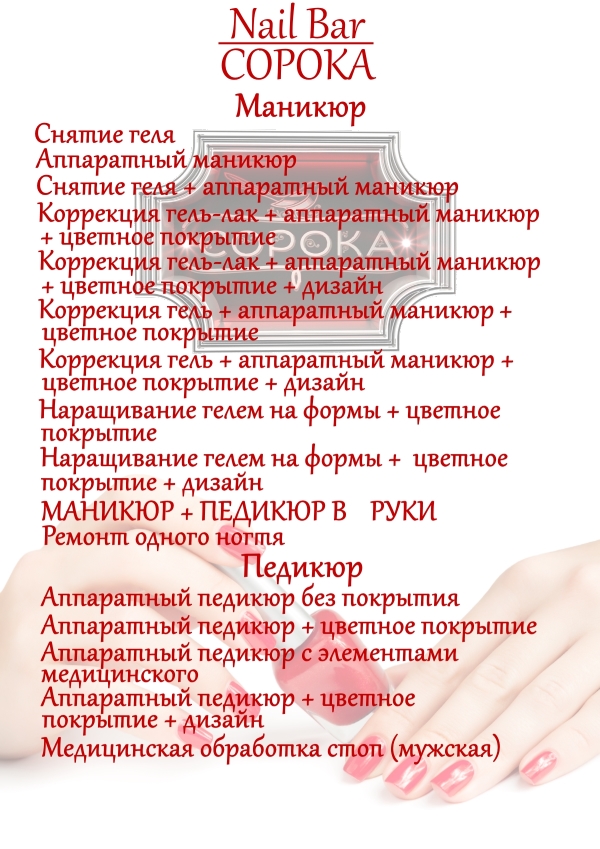 Nail Bar
СОРОКА
Маникюр
Снятие геля
Аппаратный маникюр
Снятие геля + аппаратный маникюр
Коррекция гель-лак + аппаратный маникюр
+ цветное покрытие
СОРОКА
Коррекция гель-лак + аппаратный маникюр
+ цветное покрытие + дизайн
Коррекция гель + аппаратный маникюр +
цветное покрытие
Коррекция гель + аппаратный маникюр +
цветное покрытие + дизайн
Наращивание гелем на формы + цветное
покрытие
Наращивание гелем на формы + цветное
покрытие + дизайн
МАНИКЮР + ПЕДИКЮР В РУКИ
Ремонт одного ногтя
Педикюр
Аппаратный педикюр без покрытия
Аппаратный педикюр + цветное покрытие
Аппаратный педикюр с элементами
медицинского
Аппаратный педикюр + цветное
покрытие + дизайн
Медицинская обработка стоп (мужская)